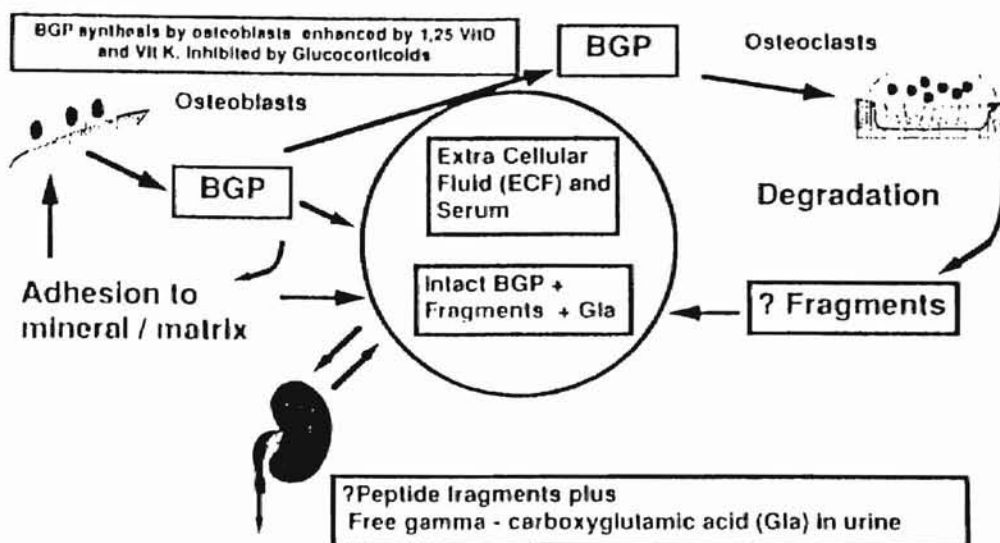 BGP synthesis by osteoblasts enhanced by 1,25 VitD
and Vit K. Inhibited by Glucocorticoids
BGP
Osteoclasts
Osteoblasts
BGP
Extra Cellular
Fluid (ECF) and
Serum
Degradation
Adhesion to
mineral / matrix
Intact BGP +
Fragments + Gla
? Fragments
?Peptide fragments plus
Free gamma - carboxyglutamic acid (Gla) in urine